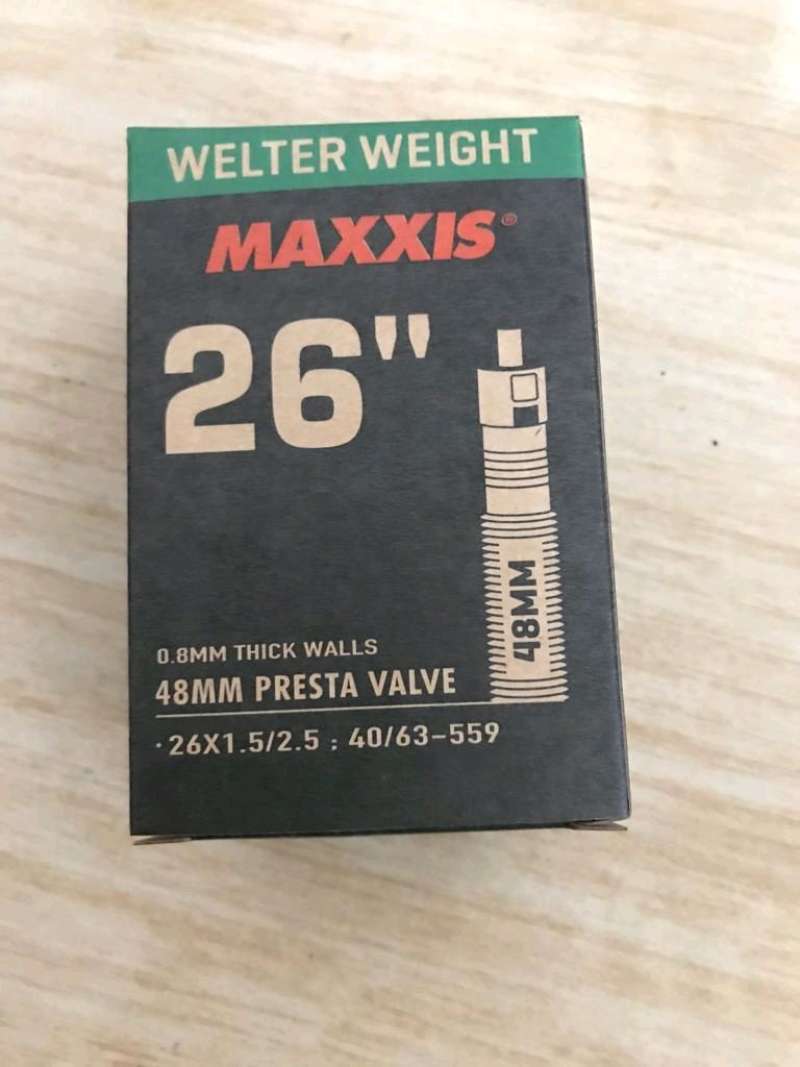 WELTER WEIGHT
MAXXIS®
26"
48MM
0.8MM THICK WALLS
48MM PRESTA VALVE
·26X1.5/2.5 ; 40/63-559